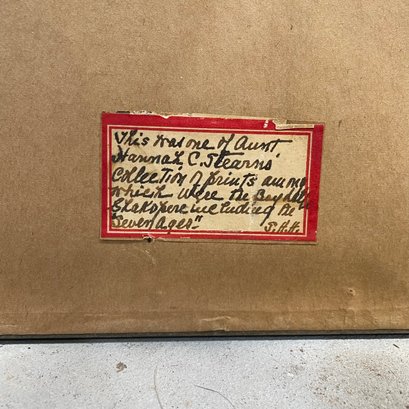 This was one of Aunt
Hannah C. Stearns'
Collection of prints among
which were the Boydell
Shakspere including the
"Seven Ages."
S.H.H.